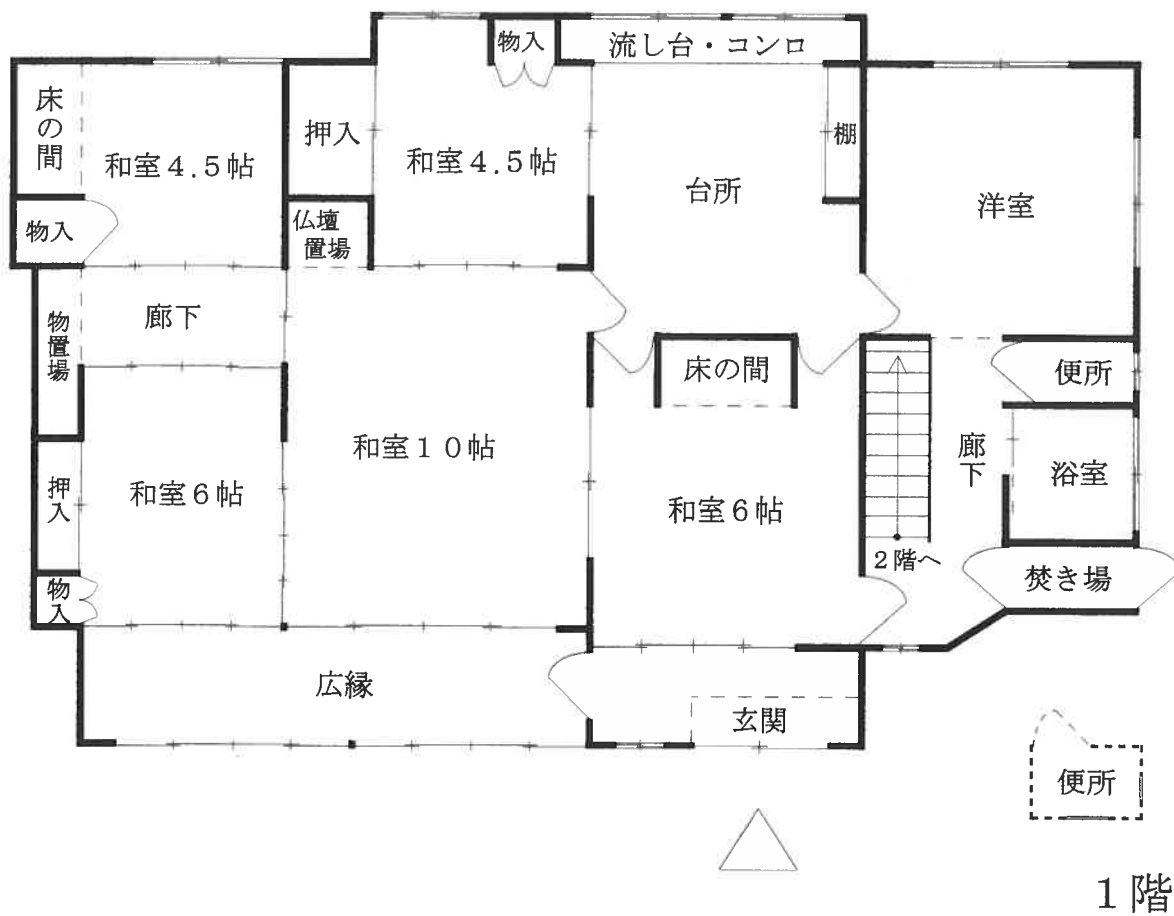 物入
流し台・コンロ
床の間
押入
棚
和室4.5帖
和室4.5帖
台所
洋室
物入
仏壇
置場
物置場
廊下
床の間
便所
和室10帖
廊下
浴室
押入
和室6帖
和室6帖
2階へ
焚き場
物入
広縁
玄関
便所
1階